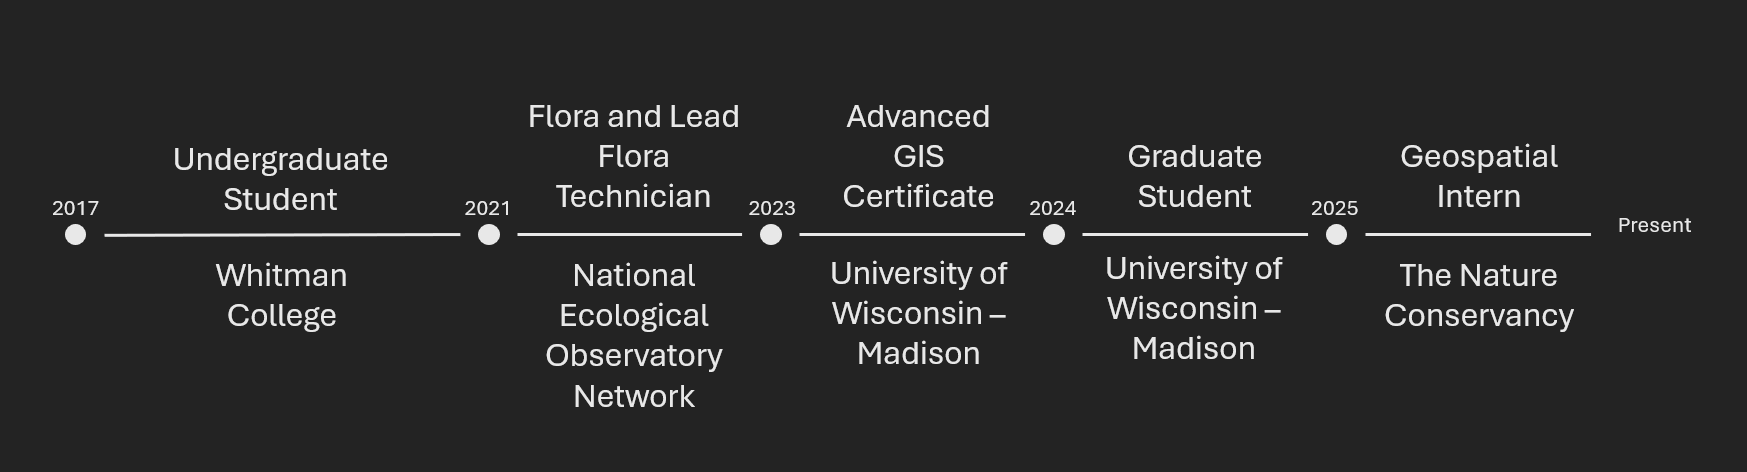 2017
Undergraduate
Student
Whitman
College
2021
Flora and Lead
Flora
Technician
National
Ecological
Observatory
Network
2023
Advanced
GIS
Certificate
University of
Wisconsin –
Madison
2024
Graduate
Student
University of
Wisconsin –
Madison
2025
Geospatial
Intern
The Nature
Conservancy
Present